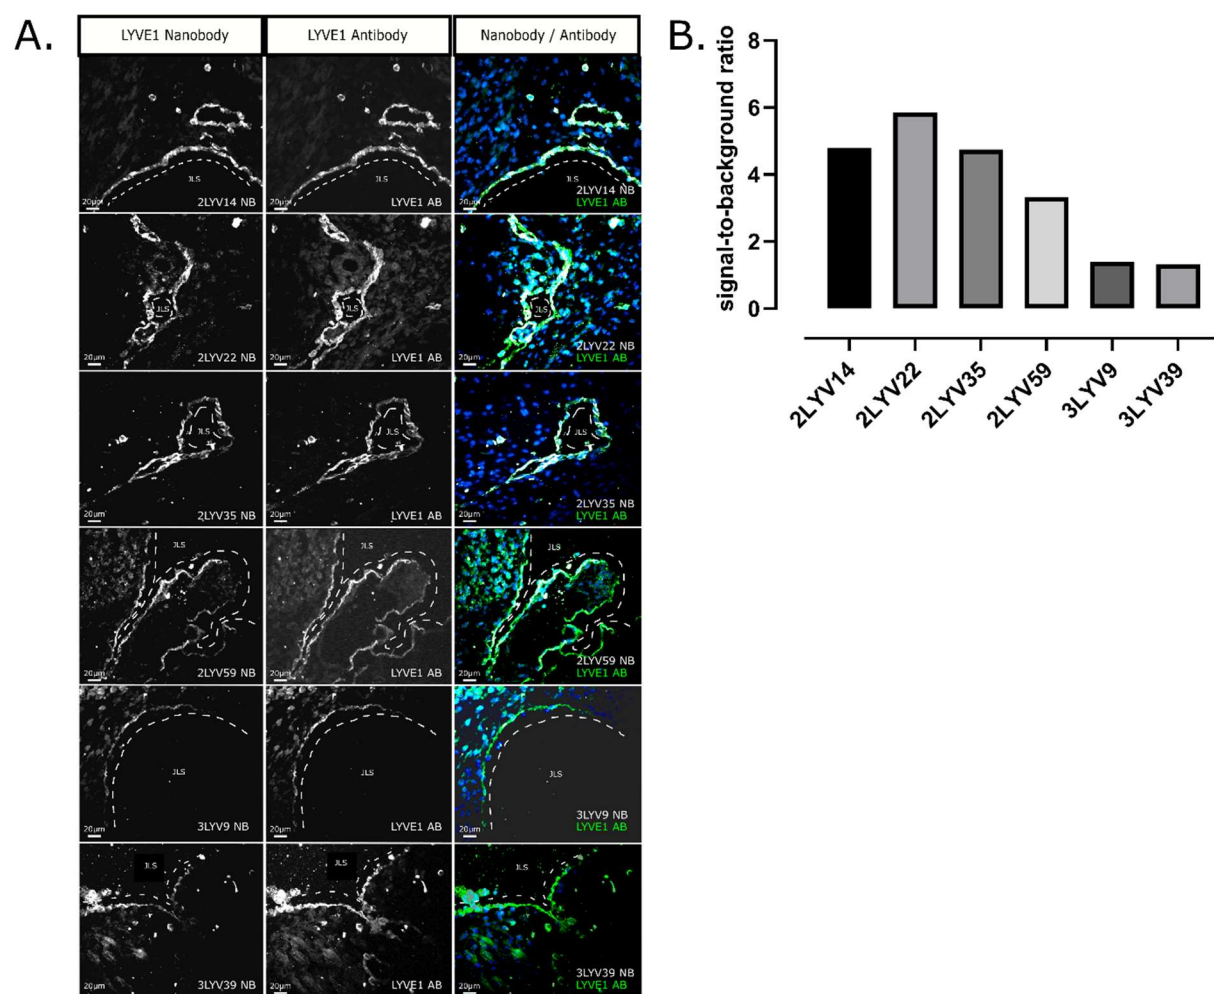 A.
LYVE1 Nanobody LYVE1 Antibody Nanobody / Antibody
JLS JLS JLS
2LYV14 NB
20µm 2LYV14 NB 20µm LYVE1 AB 20µm LYVE1 AB
JLS JLS JLS
2LYV22 NB
20µm 2LYV22 NB 20µm LYVE1 AB 20µm LYVE1 AB
JLS JLS JLS
2LYV35 NB
20µm 2LYV35 NB 20µm LYVE1 AB 20µm LYVE1 AB
JLS JLS JLS
2LYV59 NB
20µm 2LYV59 NB 20µm LYVE1 AB 20µm LYVE1 AB
JLS JLS JLS
3LYV9 NB
20µm 3LYV9 NB 20µm LYVE1 AB 20µm LYVE1 AB
JLS JLS JLS
3LYV39 NB
20µm 3LYV39 NB 20µm LYVE1 AB 20µm LYVE1 AB
B.
signal-to-background ratio
8
6
4
2
0
2LYV14
2LYV22
2LYV35
2LYV59
3LYV9
3LYV39